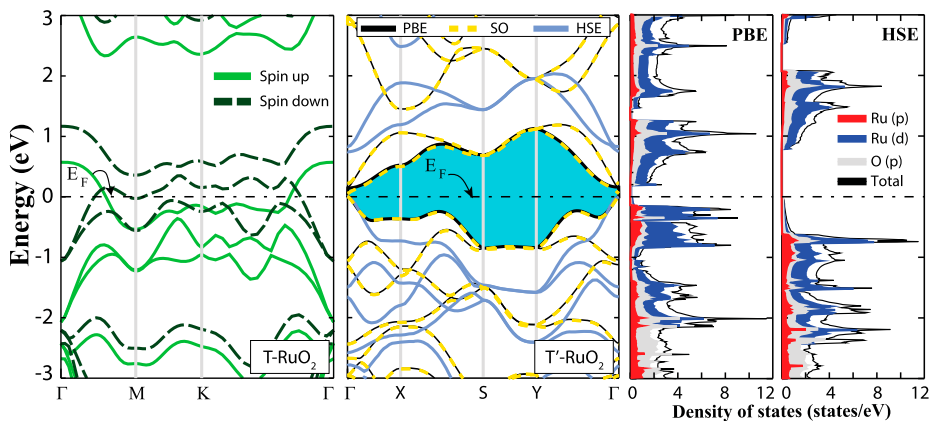 Energy (eV)
3
2
1
0
-1
-2
-3
Spin up
Spin down
E_F
T-RuO₂
Γ
M
K
Γ
PBE
SO
HSE
E_F
T′-RuO₂
Γ
X
S
Y
Γ
PBE
0 4 8 12
HSE
Ru (p)
Ru (d)
O (p)
Total
0 4 8 12
Density of states (states/eV)